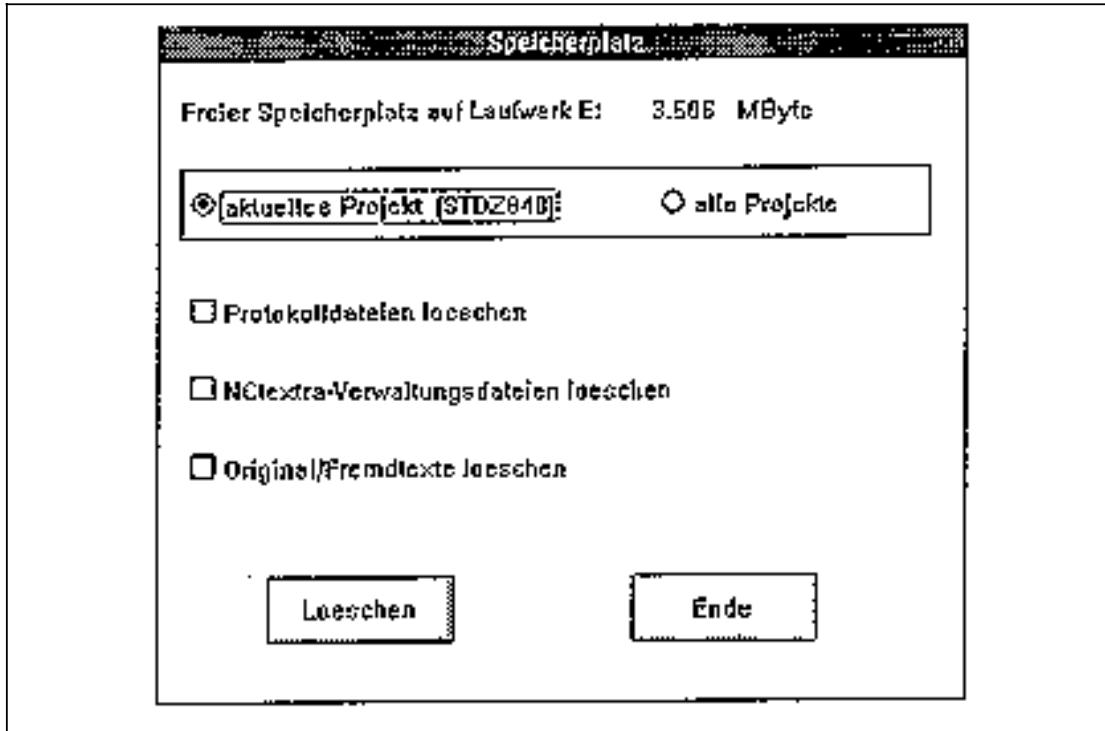 Speicherplatz
Freier Speicherplatz auf Laufwerk E: 3.506 MByte
aktuelles Projekt (STDZ840) alle Projekte
Protokolldateien loeschen
NCtextra-Verwaltungsdateien loeschen
Original/Fremdtexte loeschen
Loeschen Ende